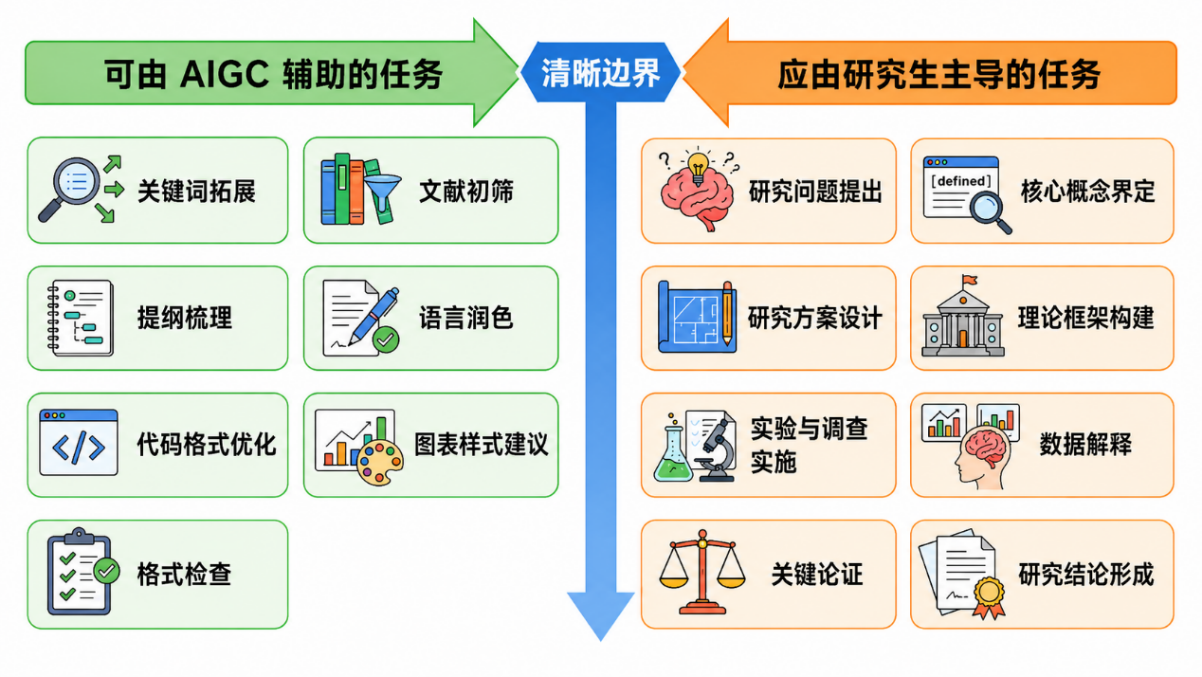 可由 AIGC 辅助的任务
清晰边界
应由研究生主导的任务
关键词拓展
文献初筛
提纲梳理
语言润色
</>
代码格式优化
图表样式建议
格式检查
? ? ?
研究问题提出
[defined]
核心概念界定
研究方案设计
理论框架构建
实验与调查
实施
数据解释
关键论证
研究结论形成